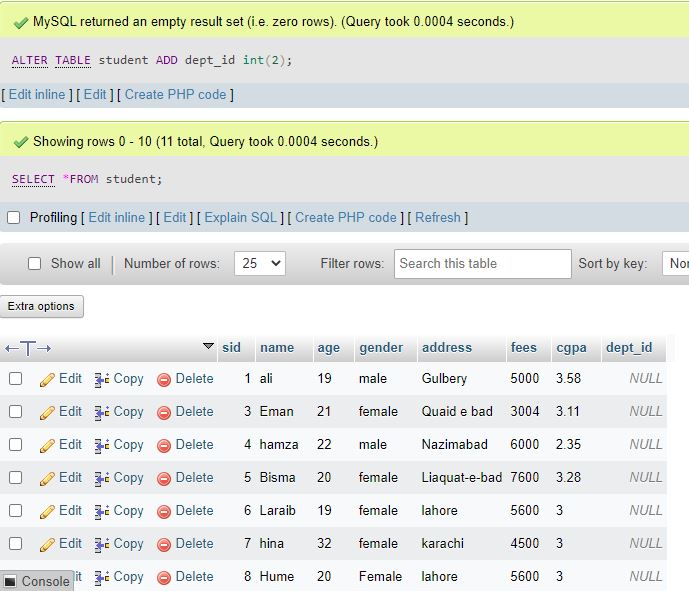 MySQL returned an empty result set (i.e. zero rows). (Query took 0.0004 seconds.)
ALTER TABLE student ADD dept_id int(2);
[ Edit inline ] [ Edit ] [ Create PHP code ]
Showing rows 0 - 10 (11 total, Query took 0.0004 seconds.)
SELECT *FROM student;
Profiling [ Edit inline ] [ Edit ] [ Explain SQL ] [ Create PHP code ] [ Refresh ]
Show all | Number of rows: 25 Filter rows: Search this table Sort by key: Non
Extra options
←T→ sid name age gender address fees cgpa dept_id
Edit Copy Delete 1 ali 19 male Gulbery 5000 3.58 NULL
Edit Copy Delete 3 Eman 21 female Quaid e bad 3004 3.11 NULL
Edit Copy Delete 4 hamza 22 male Nazimabad 6000 2.35 NULL
Edit Copy Delete 5 Bisma 20 female Liaquat-e-bad 7600 3.28 NULL
Edit Copy Delete 6 Laraib 19 female lahore 5600 3 NULL
Edit Copy Delete 7 hina 32 female karachi 4500 3 NULL
Console it Copy Delete 8 Hume 20 Female lahore 5600 3 NULL